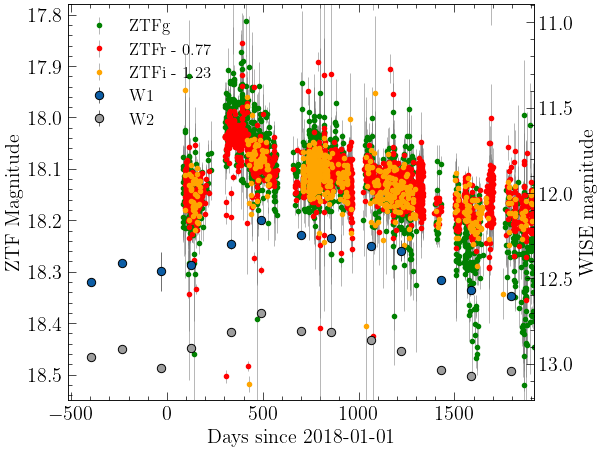 ZTFg
ZTFr - 0.77
ZTFi - 1.23
W1
W2
17.8
17.9
18.0
18.1
18.2
18.3
18.4
18.5
ZTF Magnitude
11.0
11.5
12.0
12.5
13.0
WISE magnitude
−500
0
500
1000
1500
Days since 2018-01-01